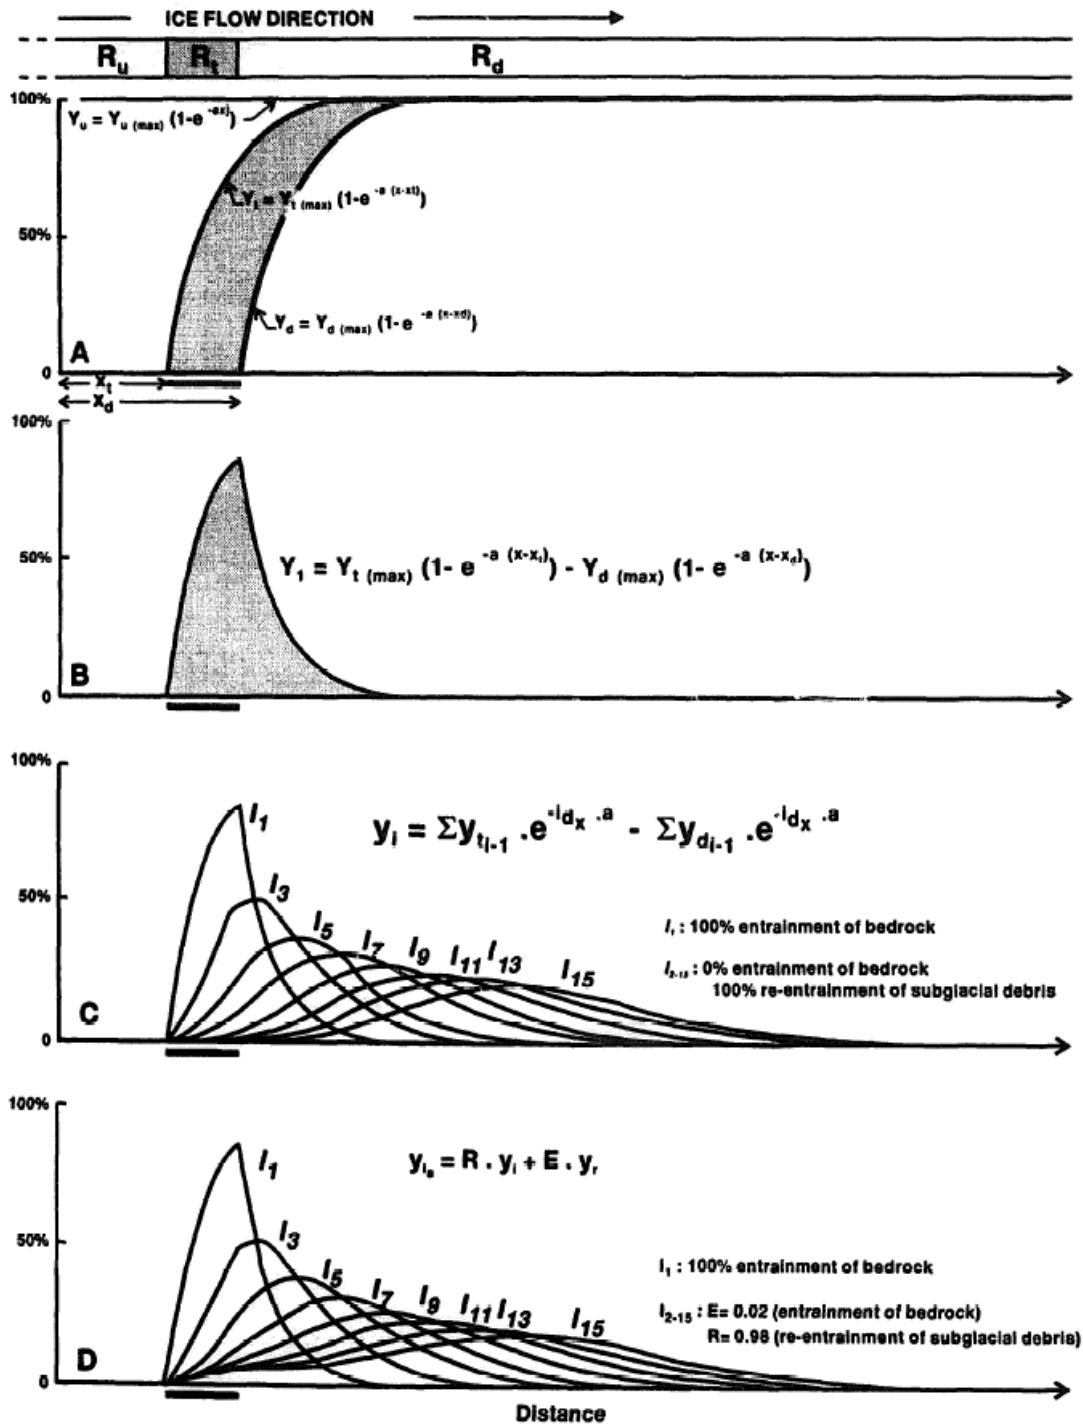 ICE FLOW DIRECTION
Ru Rt Rd
100%
Yu = Yu (max) (1-e -ax)
Yt = Yt (max) (1-e -a (x-xt))
50%
Yd = Yd (max) (1-e -a (x-xd))
A
0
xt
xd
100%
50%
Y1 = Yt (max) (1- e -a (x-xt)) - Yd (max) (1- e -a (x-xd))
B
0
100%
I1
yi = Σyti-1 .e-idx .a - Σydi-1 .e-idx .a
50%
I3
I5
I7 I9 I11 I13 I15
I1 : 100% entrainment of bedrock
I2-15 : 0% entrainment of bedrock
100% re-entrainment of subglacial debris
C
0
100%
I1
yia = R . yi + E . yr
50%
I3
I5
I7 I9 I11 I13 I15
I1 : 100% entrainment of bedrock
I2-15 : E= 0.02 (entrainment of bedrock)
R= 0.98 (re-entrainment of subglacial debris)
D
0
Distance